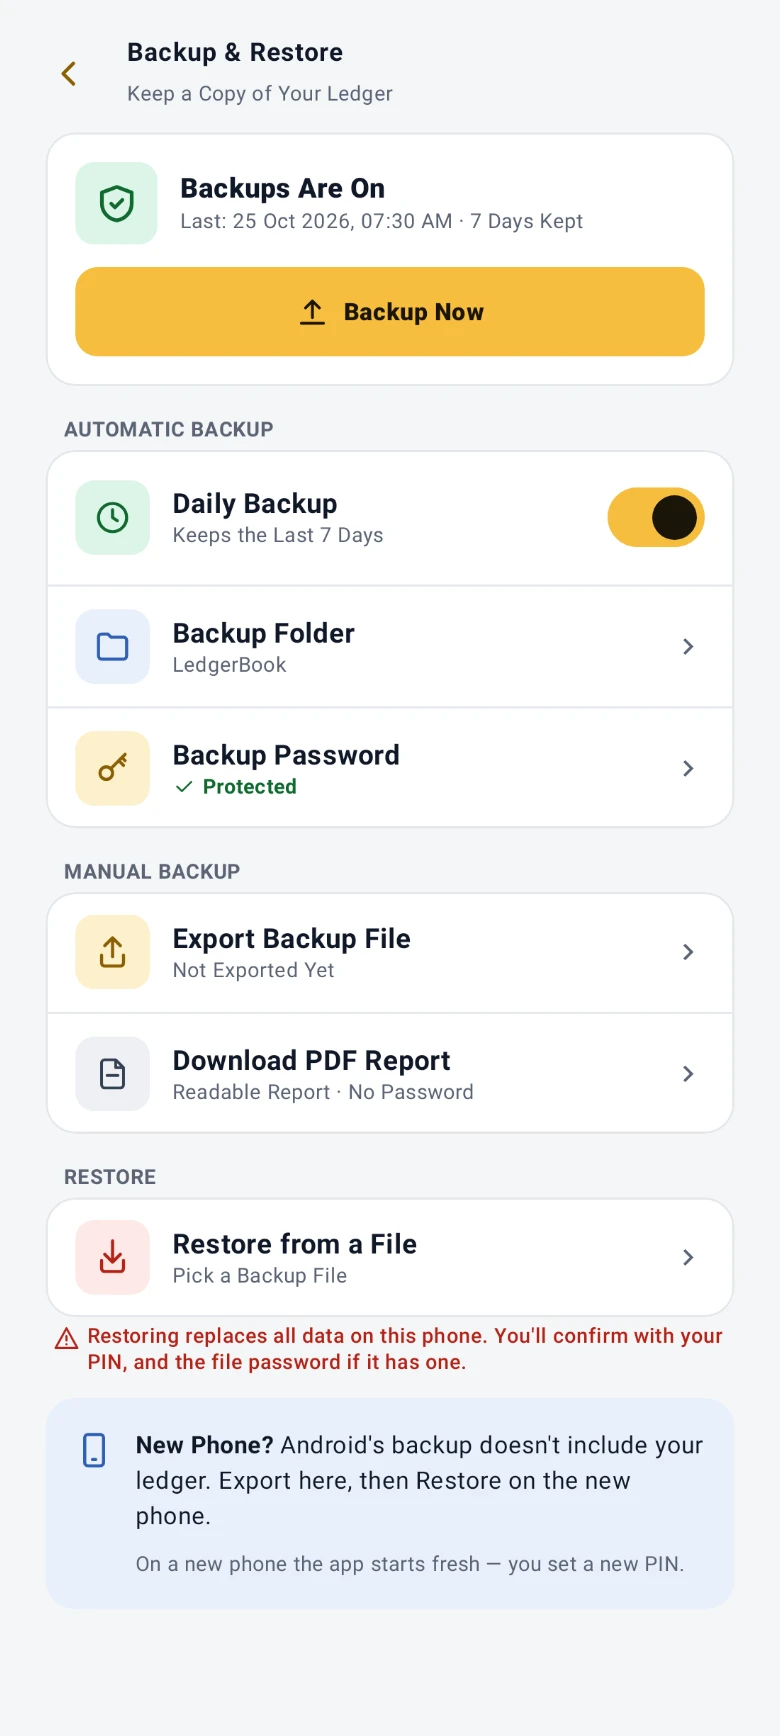 Backup & Restore
Keep a Copy of Your Ledger
Backups Are On
Last: 25 Oct 2026, 07:30 AM · 7 Days Kept
Backup Now
AUTOMATIC BACKUP
Daily Backup
Keeps the Last 7 Days
Backup Folder
LedgerBook
Backup Password
Protected
MANUAL BACKUP
Export Backup File
Not Exported Yet
Download PDF Report
Readable Report · No Password
RESTORE
Restore from a File
Pick a Backup File
Restoring replaces all data on this phone. You'll confirm with your
PIN, and the file password if it has one.
New Phone? Android's backup doesn't include your
ledger. Export here, then Restore on the new
phone.
On a new phone the app starts fresh — you set a new PIN.